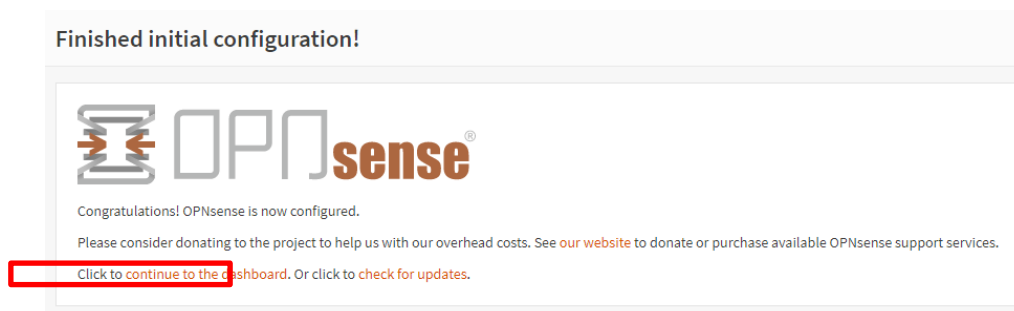 Finished initial configuration!
OPNsense®
Congratulations! OPNsense is now configured.
Please consider donating to the project to help us with our overhead costs. See our website to donate or purchase available OPNsense support services.
Click to continue to the dashboard. Or click to check for updates.